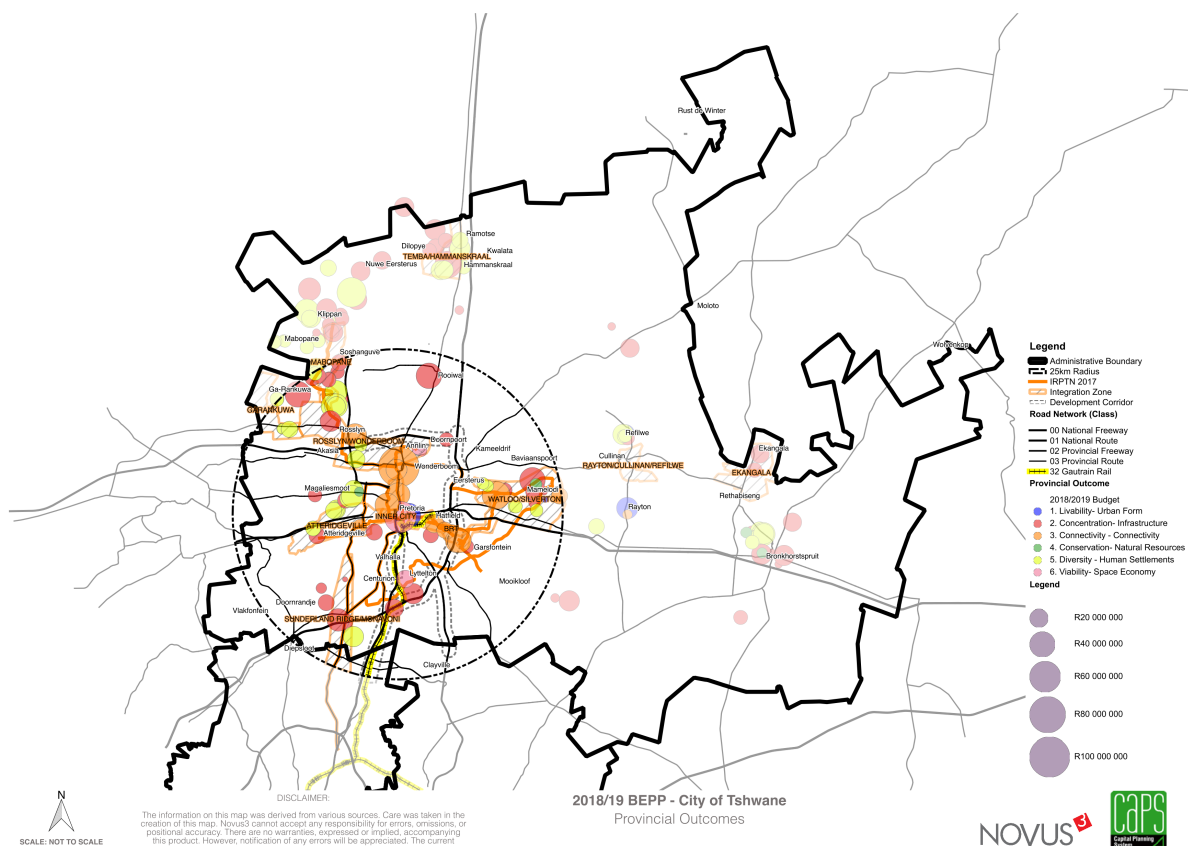 Rust de Winter
Ramotse
Dilopye
Kwalata
TEMBA/HAMMANSKRAAL
Nuwe Eersterus
Hammanskraal
Moloto
Klippan
Mabopane
Wolvenkop
Soshanguve
MABOPANE
Rooiwal
Ga-Rankuwa
GARANKUWA
Rosslyn
Refilwe
ROSSLYN/WONDERBOOM
Doornpoort
Annlin
Akasia
Kameeldrif
Cullinan
Ekangala
Baviaanspoort
Wonderboom
RAYTON/CULLINAN/REFILWE
EKANGALA
Eersterus
Magaliesmoot
Mamelodi
Rethabiseng
WATLOO/SILVERTON
Pretoria
Rayton
INNER CITY
Hatfield
ATTERIDGEVILLE
Atteridgeville
BRT
Garsfontein
Valhalla
Bronkhorstspruit
Lyttelton
Centurion
Mooikloof
Doornrandje
Vlakfontein
SUNDERLAND RIDGE/MONAVONI
Diepsloot
Clayville
Legend
Administrative Boundary
25km Radius
IRPTN 2017
Integration Zone
Development Corridor
Road Network (Class)
00 National Freeway
01 National Route
02 Provincial Freeway
03 Provincial Route
32 Gautrain Rail
Provincial Outcome
2018/2019 Budget
1. Livability- Urban Form
2. Concentration- Infrastructure
3. Connectivity - Connectivity
4. Conservation- Natural Resources
5. Diversity - Human Settlements
6. Viability- Space Economy
Legend
R20 000 000
R40 000 000
R60 000 000
R80 000 000
R100 000 000
N
SCALE: NOT TO SCALE
DISCLAIMER:
The information on this map was derived from various sources. Care was taken in the
creation of this map. Novus3 cannot accept any responsibility for errors, omissions, or
positional accuracy. There are no warranties, expressed or implied, accompanying
this product. However, notification of any errors will be appreciated. The current
2018/19 BEPP - City of Tshwane
Provincial Outcomes
NOVUS3
CAPS
Capital Planning
System